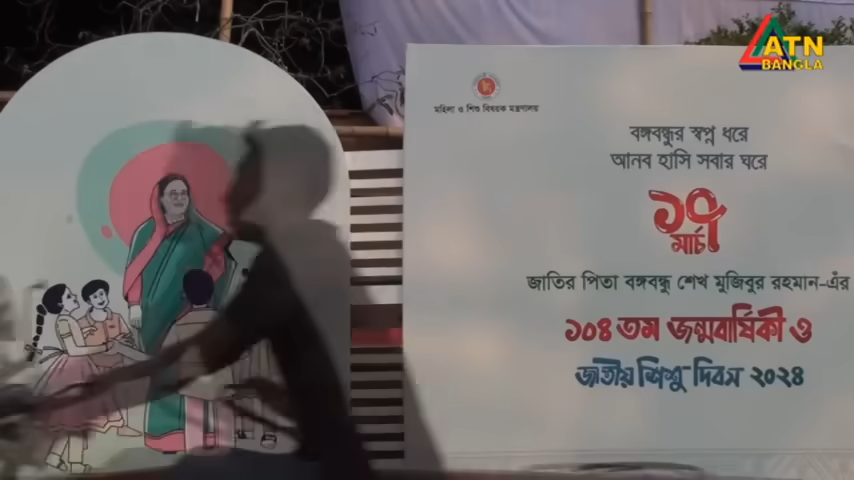 ATN
BANGLA
মহিলা ও শিশু বিষয়ক মন্ত্রণালয়
বঙ্গবন্ধুর স্বপ্ন ধরে
আনব হাসি সবার ঘরে
১৭
মার্চ
জাতির পিতা বঙ্গবন্ধু শেখ মুজিবুর রহমান-এঁর
১০৪ তম জন্মবার্ষিকী ও
জাতীয় শিশু দিবস ২০২৪